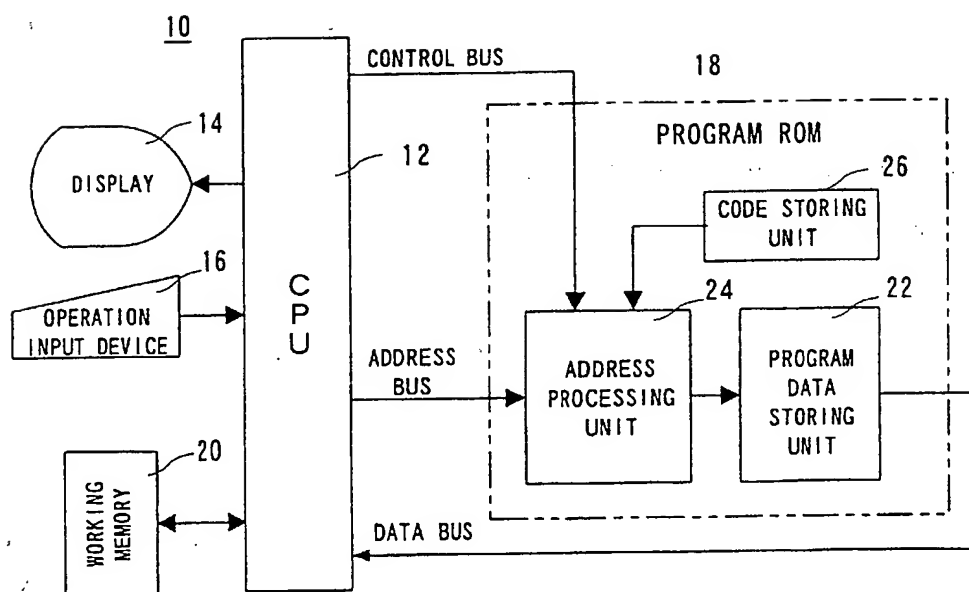 10
CONTROL BUS
18
14
12
PROGRAM ROM
DISPLAY
26
CODE STORING
UNIT
16
CPU
24
22
OPERATION
INPUT DEVICE
ADDRESS
BUS
ADDRESS
PROCESSING
UNIT
PROGRAM
DATA
STORING
UNIT
20
WORKING
MEMORY
DATA BUS